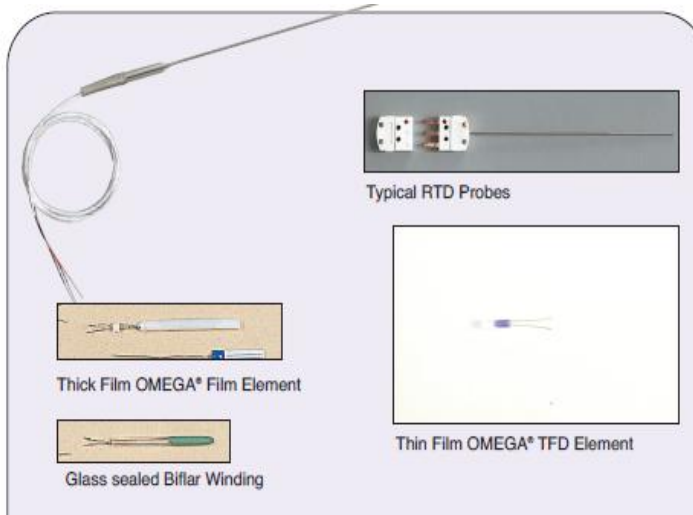 Typical RTD Probes
Thick Film OMEGA® Film Element
Thin Film OMEGA® TFD Element
Glass sealed Biflar Winding